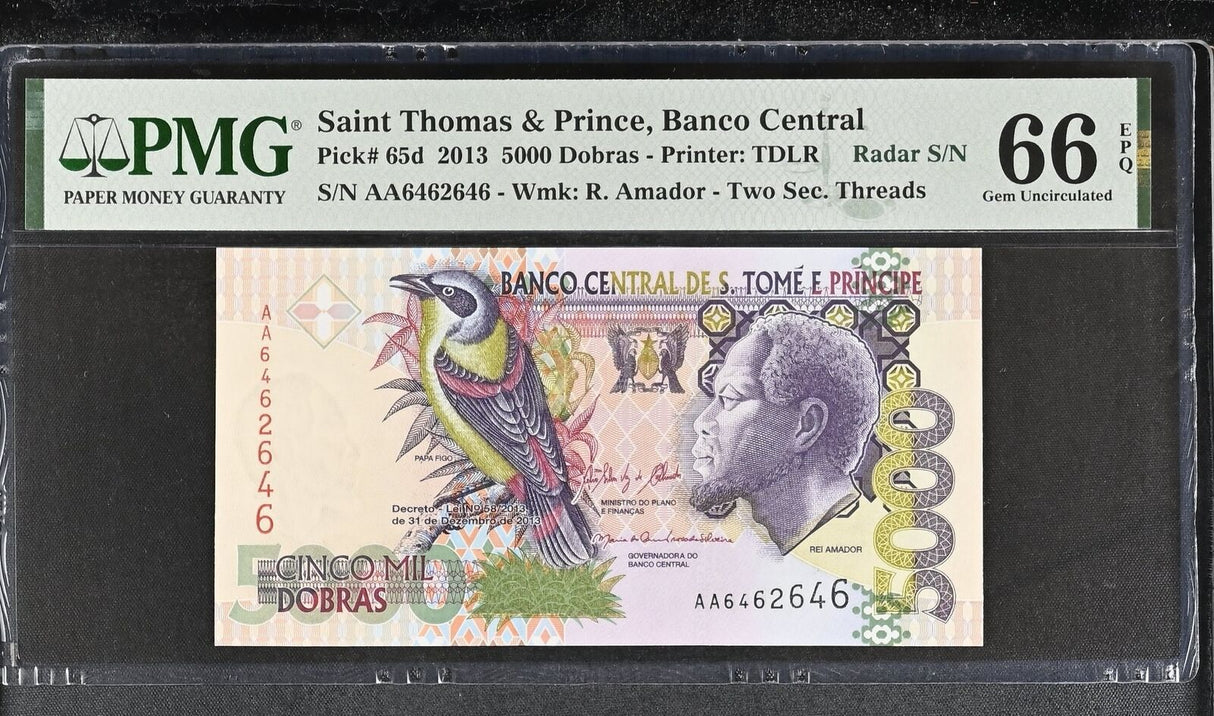 PMG®
PAPER MONEY GUARANTY
Saint Thomas & Prince, Banco Central
Pick# 65d 2013 5000 Dobras - Printer: TDLR Radar S/N
S/N AA6462646 - Wmk: R. Amador - Two Sec. Threads
66
EPQ
Gem Uncirculated
BANCO CENTRAL DE S. TOMÉ E PRÍNCIPE
AA6462646
PAPA FIGO
Decreto - Lei Nº 58/2013
de 31 de Dezembro de 2013
MINISTRO DO PLANO
E FINANÇAS
GOVERNADORA DO
BANCO CENTRAL
REI AMADOR
5000
5000
CINCO MIL
DOBRAS
AA6462646